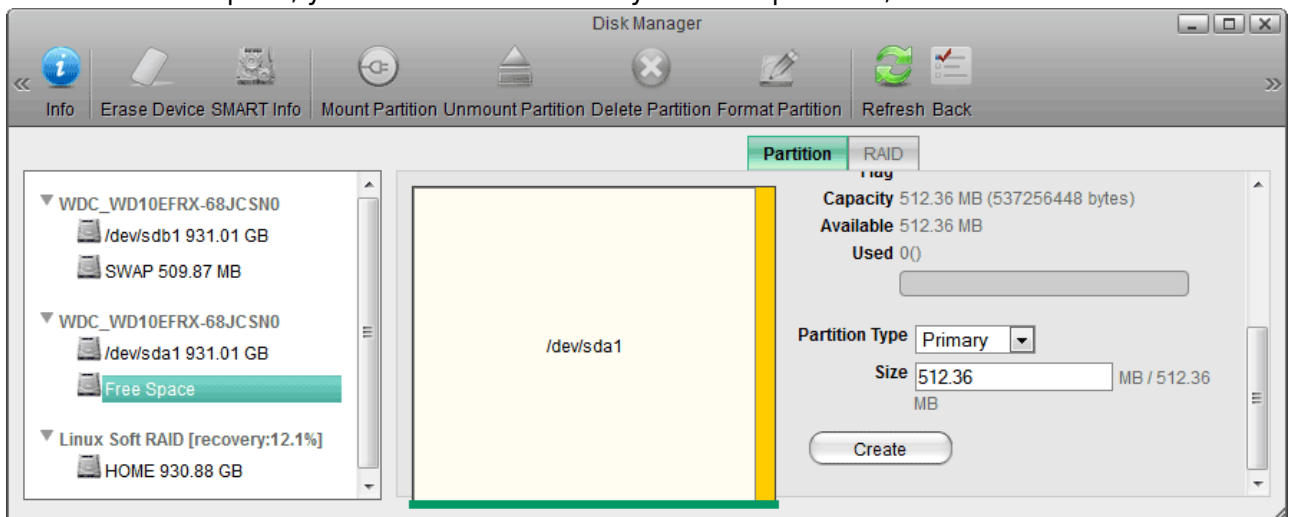 Disk Manager
« Info Erase Device SMART Info Mount Partition Unmount Partition Delete Partition Format Partition Refresh Back »
Partition RAID
WDC_WD10EFRX-68JCSN0
/dev/sdb1 931.01 GB
SWAP 509.87 MB
WDC_WD10EFRX-68JCSN0
/dev/sda1 931.01 GB
Free Space
Linux Soft RAID [recovery:12.1%]
HOME 930.88 GB
/dev/sda1
Capacity 512.36 MB (537256448 bytes)
Available 512.36 MB
Used 0()
Partition Type Primary
Size 512.36 MB / 512.36
MB
Create